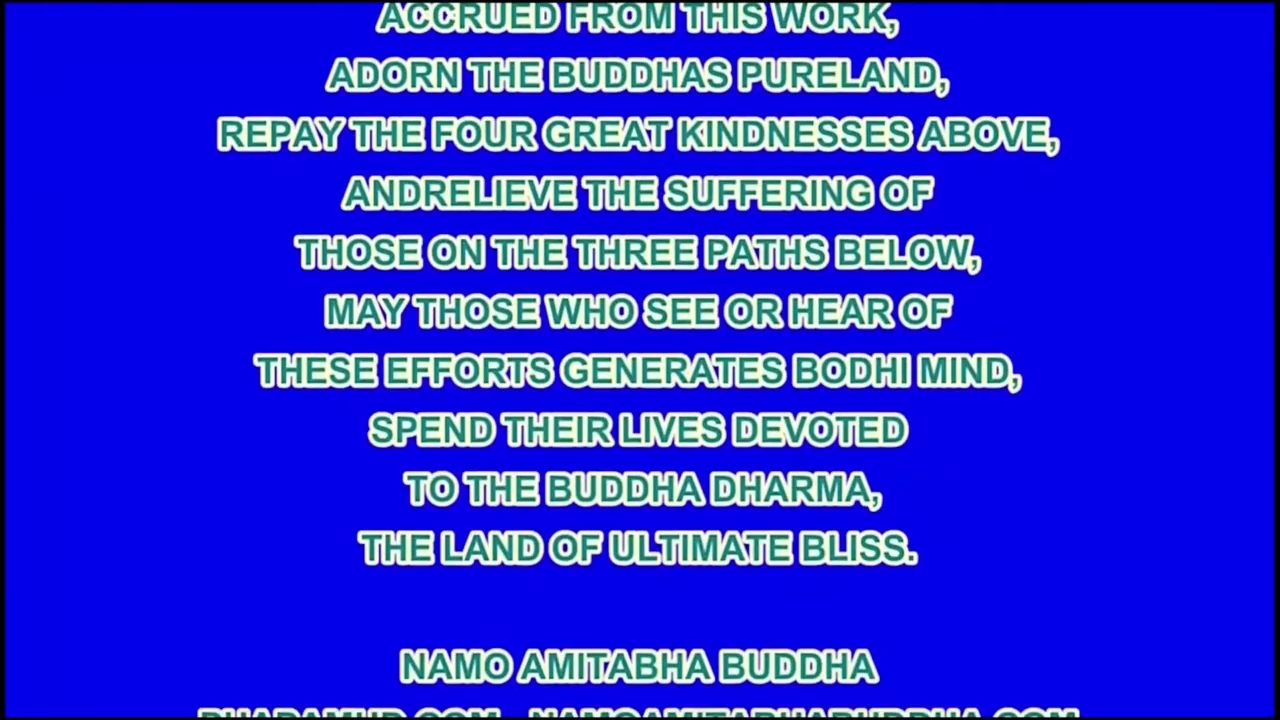 ACCRUED FROM THIS WORK,
ADORN THE BUDDHAS PURELAND,
REPAY THE FOUR GREAT KINDNESSES ABOVE,
ANDRELIEVE THE SUFFERING OF
THOSE ON THE THREE PATHS BELOW,
MAY THOSE WHO SEE OR HEAR OF
THESE EFFORTS GENERATES BODHI MIND,
SPEND THEIR LIVES DEVOTED
TO THE BUDDHA DHARMA,
THE LAND OF ULTIMATE BLISS.
NAMO AMITABHA BUDDHA